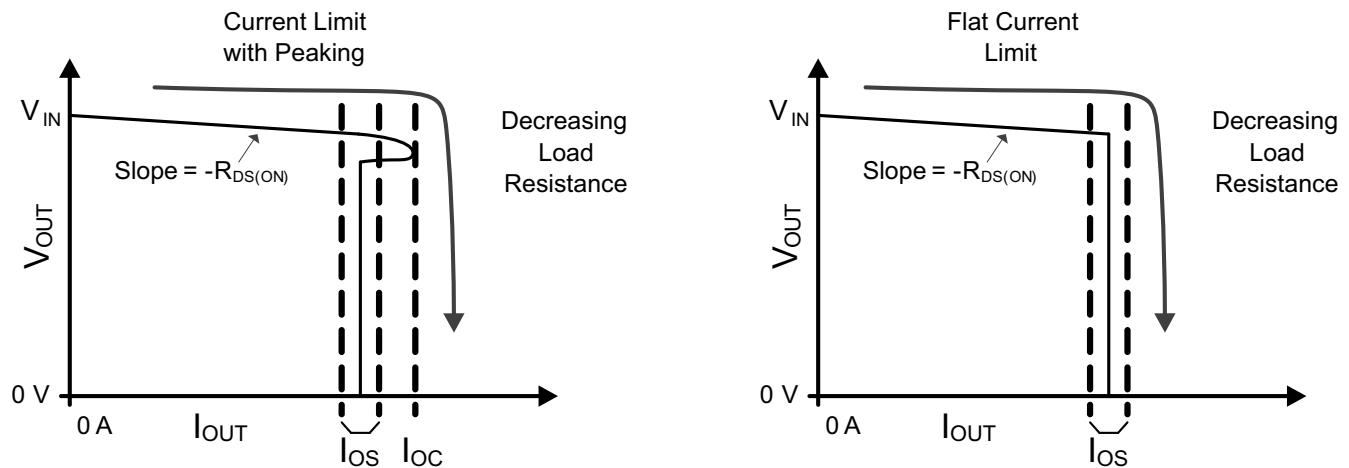 Current Limit
with Peaking
V_IN
Slope = -R_DS(ON)
Decreasing
Load
Resistance
V_OUT
0 V
0 A
I_OUT
I_OS
I_OC
Flat Current
Limit
V_IN
Slope = -R_DS(ON)
Decreasing
Load
Resistance
V_OUT
0 V
0 A
I_OUT
I_OS